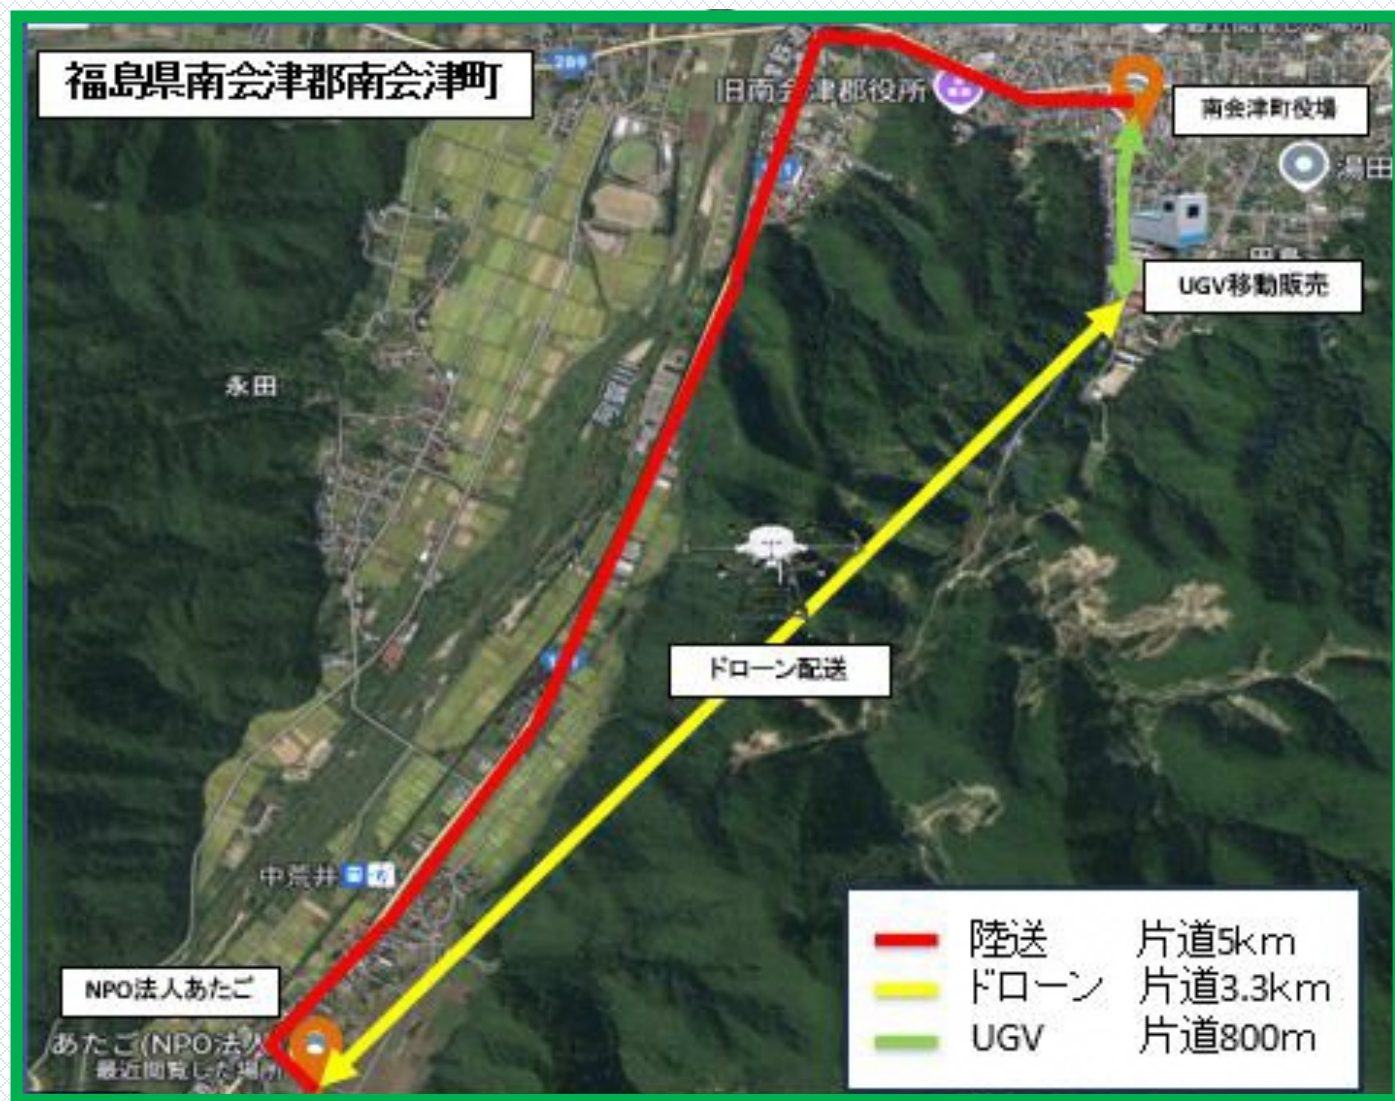 福島県南会津郡南会津町
289
旧南会津郡役所
南会津町役場
湯田
UGV移動販売
永田
ドローン配送
中荒井
NPO法人あたご
あたご(NPO法人
最近閲覧した場所
陸送 片道5km
ドローン 片道3.3km
UGV 片道800m